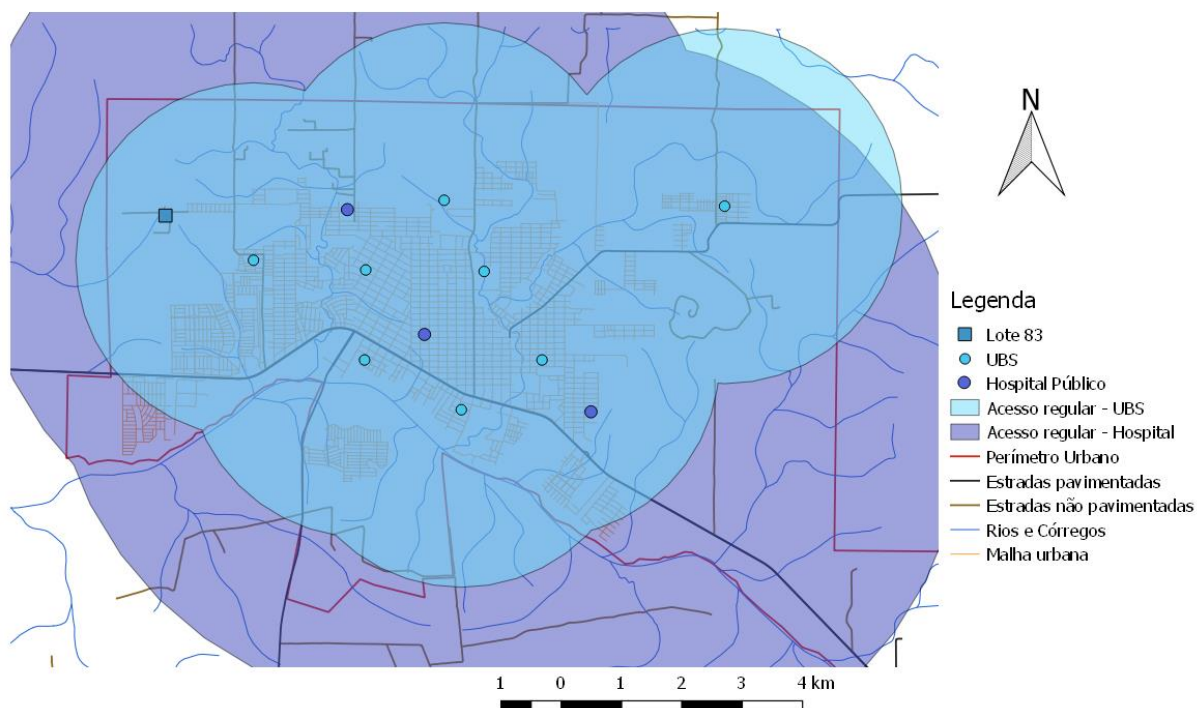 N
Legenda
Lote 83
UBS
Hospital Público
Acesso regular - UBS
Acesso regular - Hospital
Perímetro Urbano
Estradas pavimentadas
Estradas não pavimentadas
Rios e Córregos
Malha urbana
1 0 1 2 3 4 km